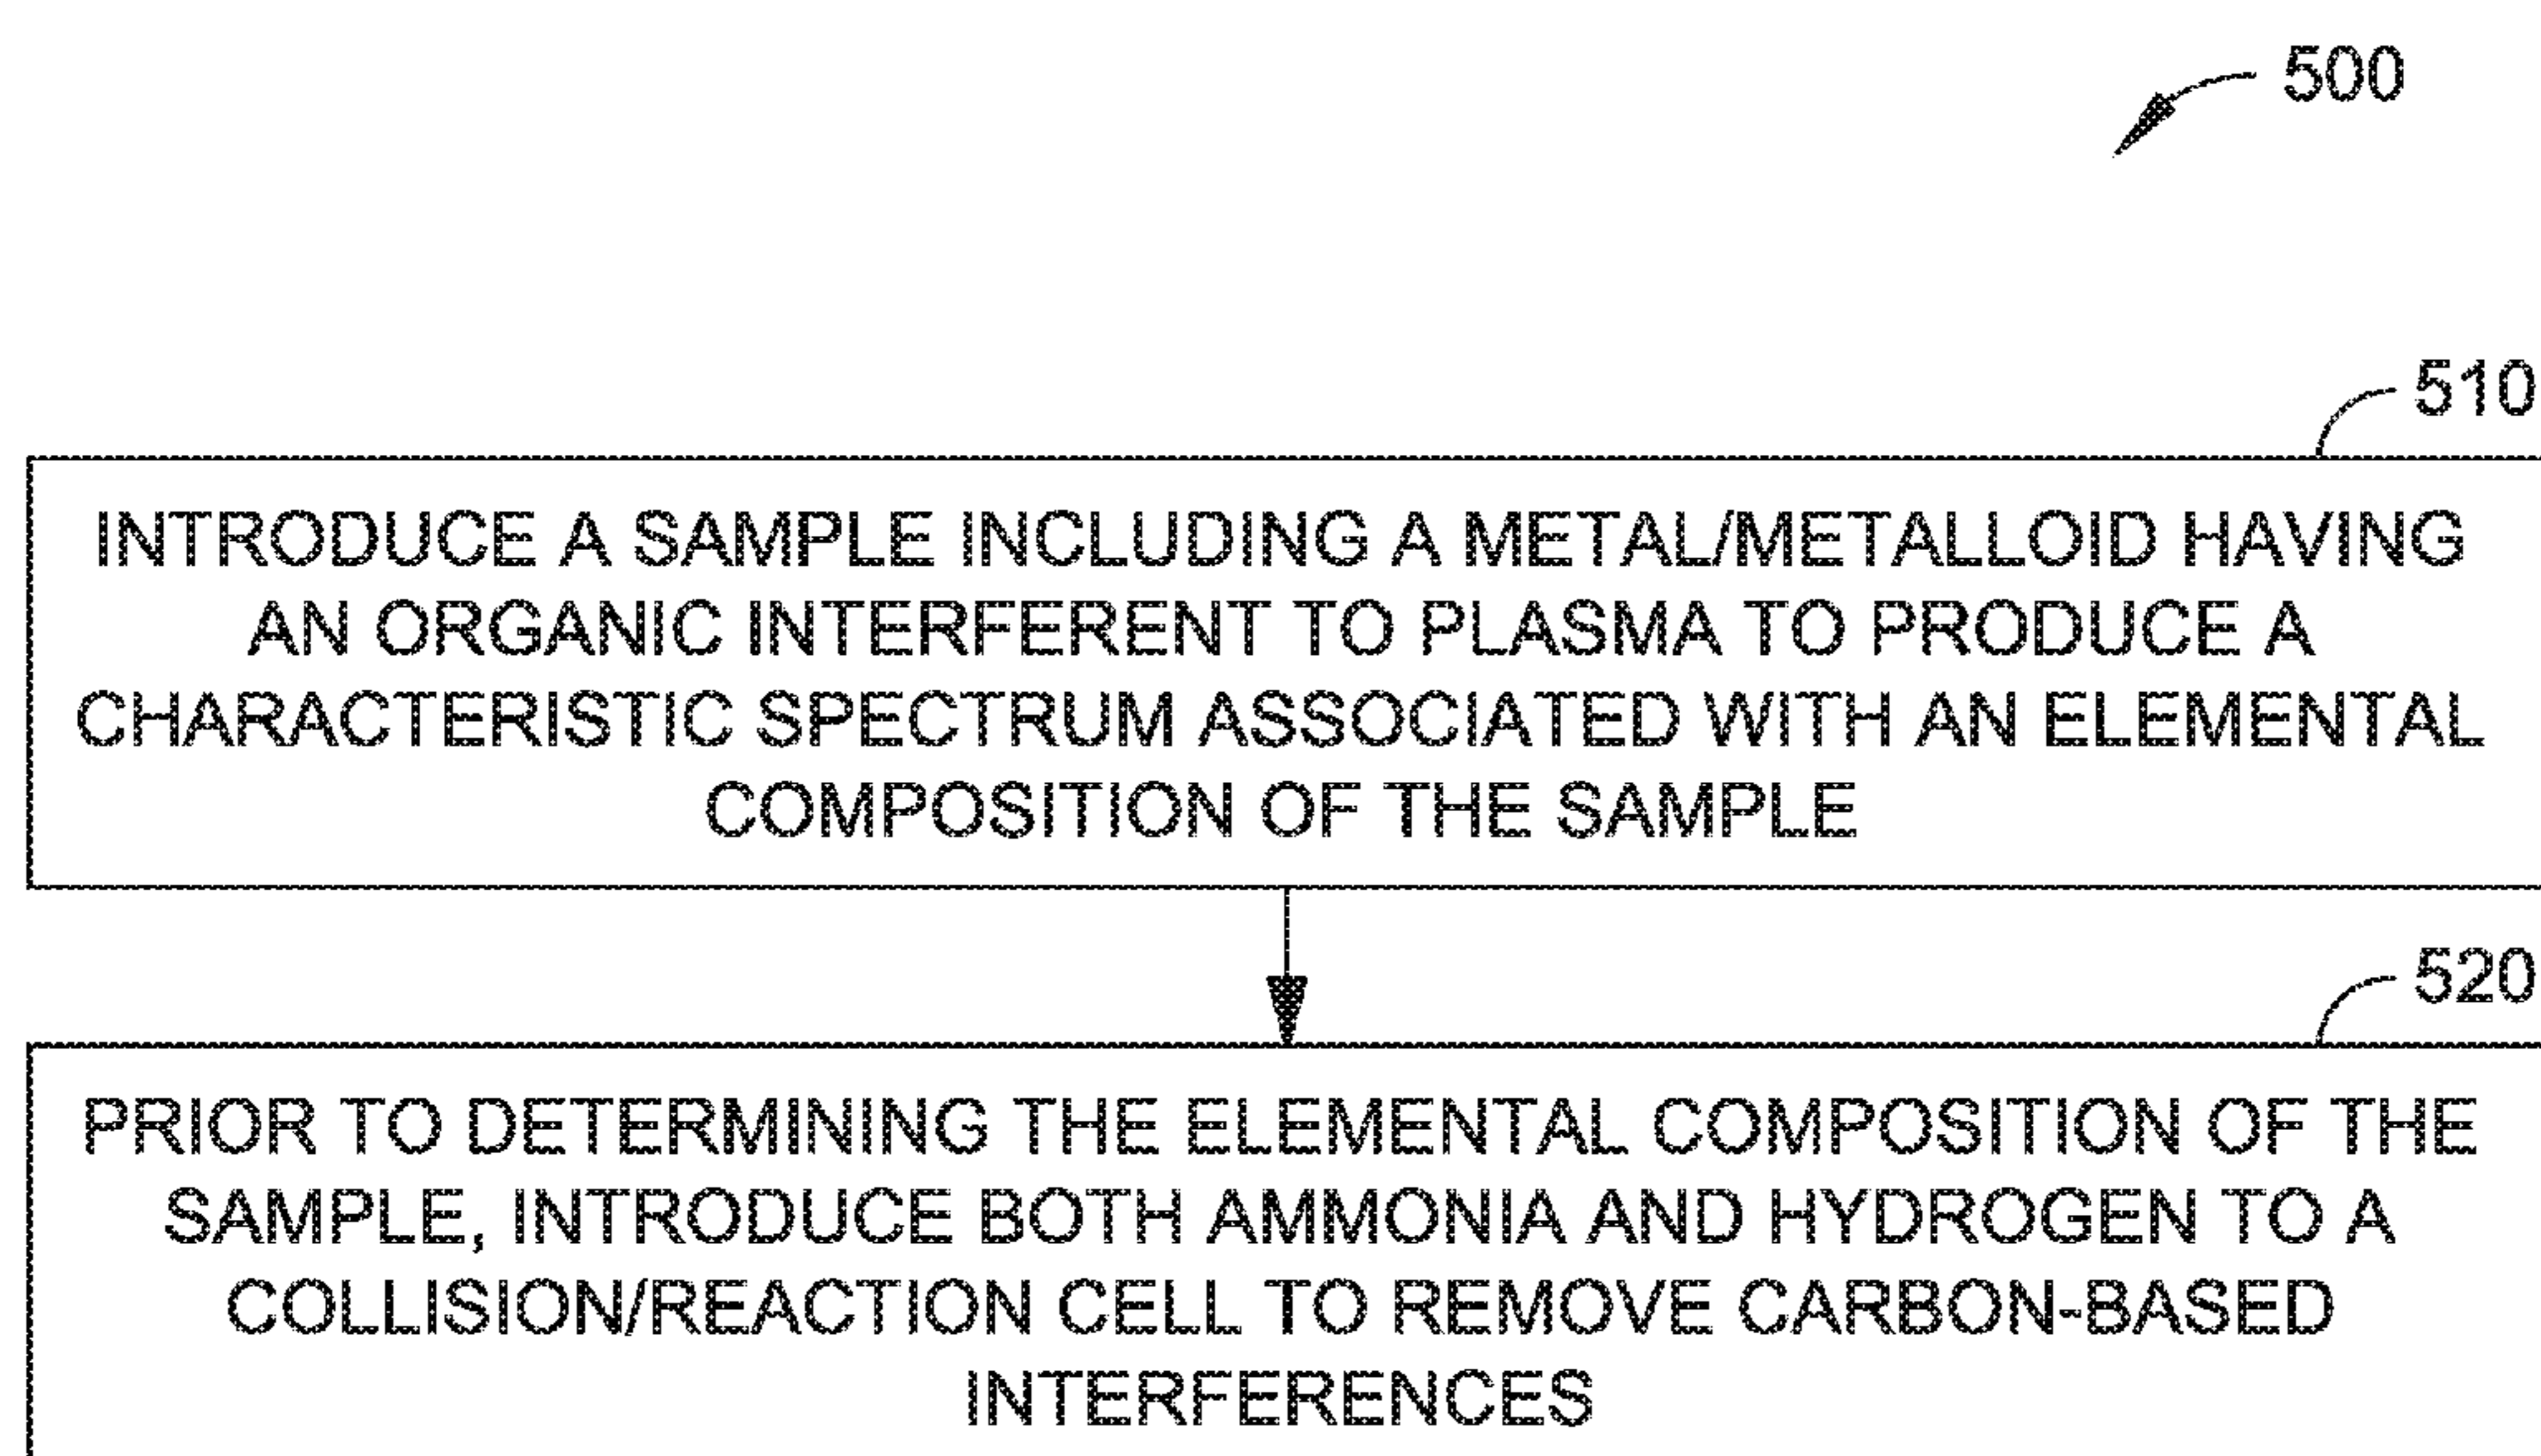 500
510
INTRODUCE A SAMPLE INCLUDING A METAL/METALLOID HAVING
AN ORGANIC INTERFERENT TO PLASMA TO PRODUCE A
CHARACTERISTIC SPECTRUM ASSOCIATED WITH AN ELEMENTAL
COMPOSITION OF THE SAMPLE
520
PRIOR TO DETERMINING THE ELEMENTAL COMPOSITION OF THE
SAMPLE, INTRODUCE BOTH AMMONIA AND HYDROGEN TO A
COLLISION/REACTION CELL TO REMOVE CARBON-BASED
INTERFERENCES